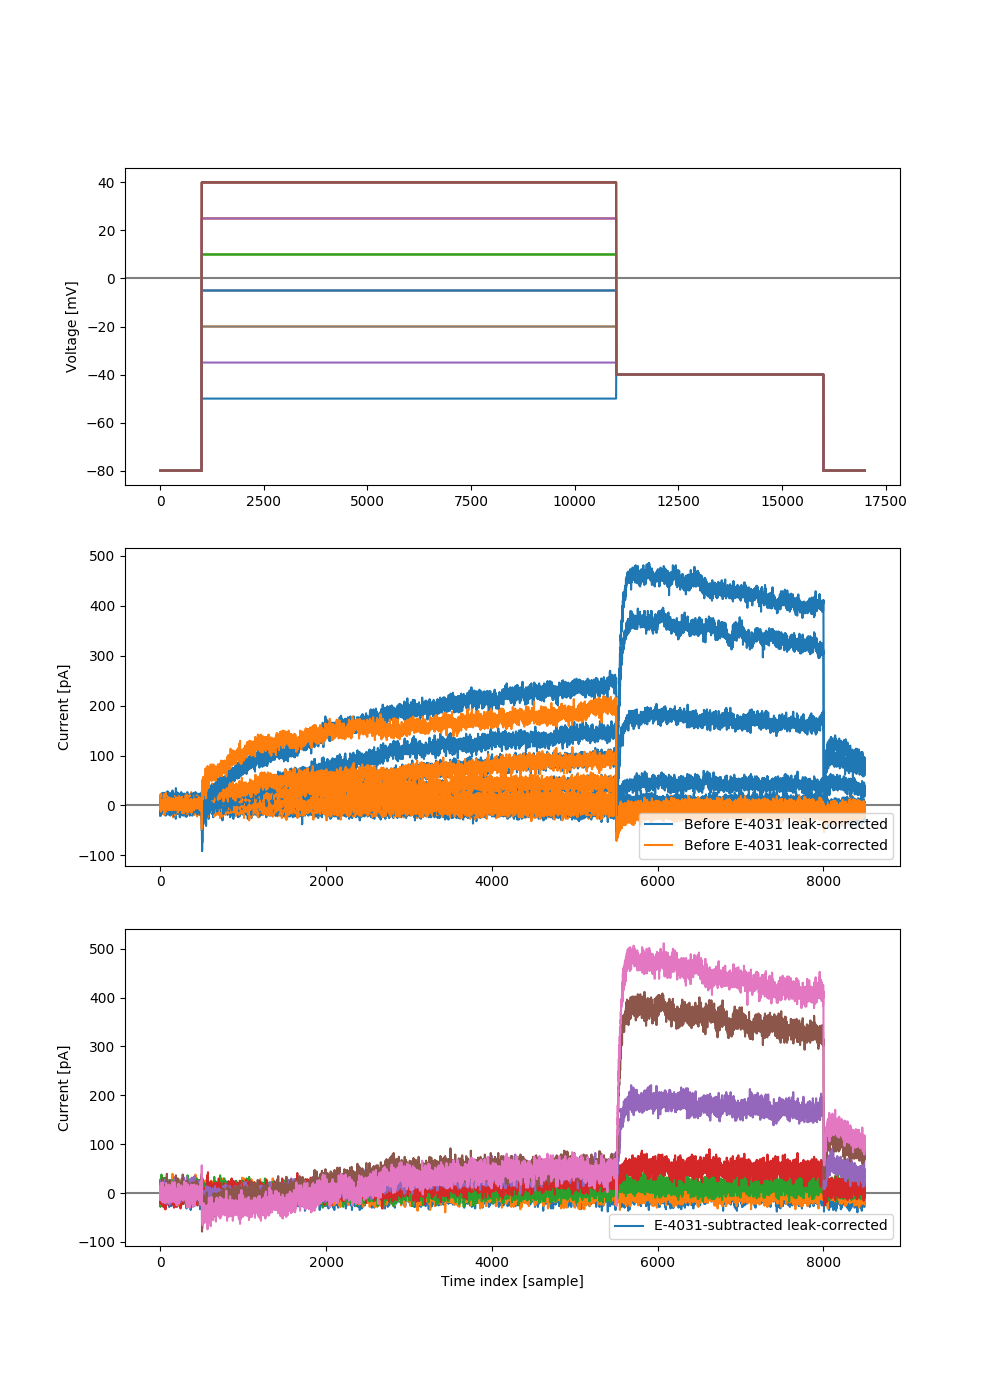 40
20
0
−20
−40
−60
−80
Voltage [mV]
0 2500 5000 7500 10000 12500 15000 17500
500
400
300
200
100
0
−100
Current [pA]
Before E-4031 leak-corrected
Before E-4031 leak-corrected
0 2000 4000 6000 8000
500
400
300
200
100
0
−100
Current [pA]
E-4031-subtracted leak-corrected
0 2000 4000 6000 8000
Time index [sample]